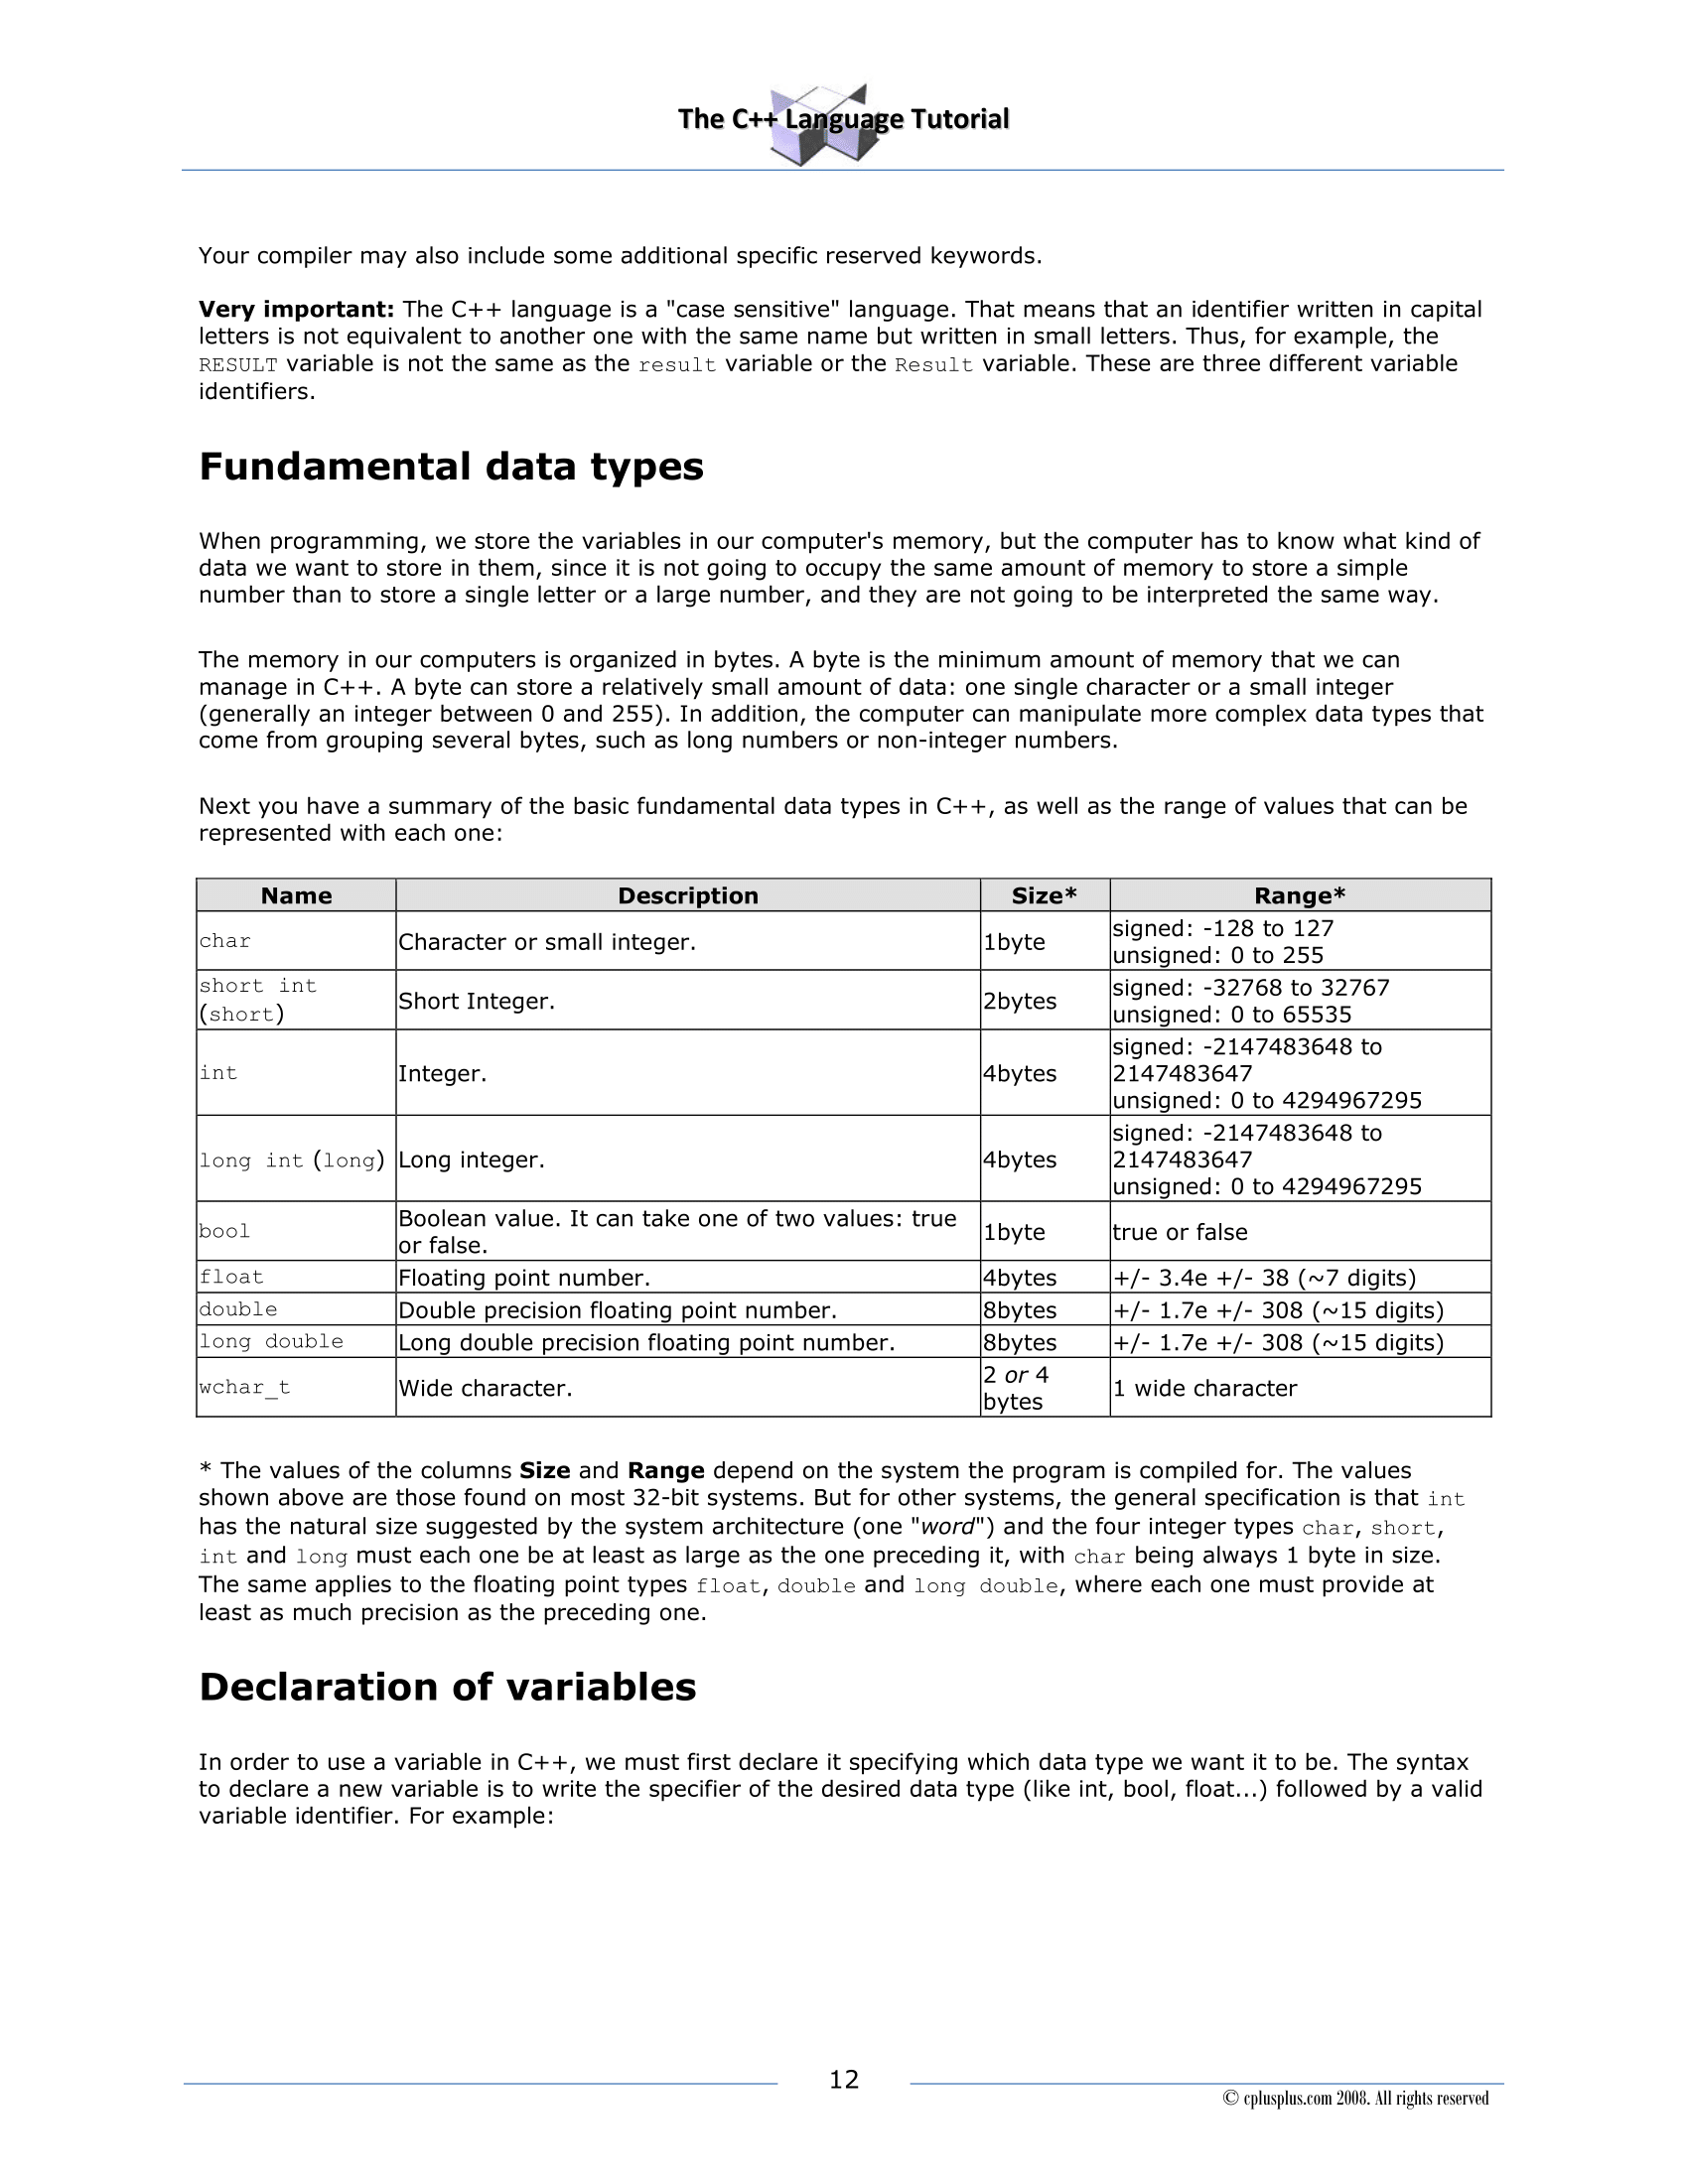 The C++ Language Tutorial
Your compiler may also include some additional specific reserved keywords.
Very important: The C++ language is a "case sensitive" language. That means that an identifier written in capital
letters is not equivalent to another one with the same name but written in small letters. Thus, for example, the
RESULT variable is not the same as the result variable or the Result variable. These are three different variable
identifiers.
Fundamental data types
When programming, we store the variables in our computer's memory, but the computer has to know what kind of
data we want to store in them, since it is not going to occupy the same amount of memory to store a simple
number than to store a single letter or a large number, and they are not going to be interpreted the same way.
The memory in our computers is organized in bytes. A byte is the minimum amount of memory that we can
manage in C++. A byte can store a relatively small amount of data: one single character or a small integer
(generally an integer between 0 and 255). In addition, the computer can manipulate more complex data types that
come from grouping several bytes, such as long numbers or non-integer numbers.
Next you have a summary of the basic fundamental data types in C++, as well as the range of values that can be
represented with each one:
Name Description Size* Range*
char Character or small integer. 1byte signed: -128 to 127
unsigned: 0 to 255
short int
(short) Short Integer. 2bytes signed: -32768 to 32767
unsigned: 0 to 65535
int Integer. 4bytes signed: -2147483648 to
2147483647
unsigned: 0 to 4294967295
long int (long) Long integer. 4bytes signed: -2147483648 to
2147483647
unsigned: 0 to 4294967295
bool Boolean value. It can take one of two values: true
or false. 1byte true or false
float Floating point number. 4bytes +/- 3.4e +/- 38 (~7 digits)
double Double precision floating point number. 8bytes +/- 1.7e +/- 308 (~15 digits)
long double Long double precision floating point number. 8bytes +/- 1.7e +/- 308 (~15 digits)
wchar_t Wide character. 2 or 4
bytes 1 wide character
* The values of the columns Size and Range depend on the system the program is compiled for. The values
shown above are those found on most 32-bit systems. But for other systems, the general specification is that int
has the natural size suggested by the system architecture (one "word") and the four integer types char, short,
int and long must each one be at least as large as the one preceding it, with char being always 1 byte in size.
The same applies to the floating point types float, double and long double, where each one must provide at
least as much precision as the preceding one.
Declaration of variables
In order to use a variable in C++, we must first declare it specifying which data type we want it to be. The syntax
to declare a new variable is to write the specifier of the desired data type (like int, bool, float...) followed by a valid
variable identifier. For example:
12
© cplusplus.com 2008. All rights reserved